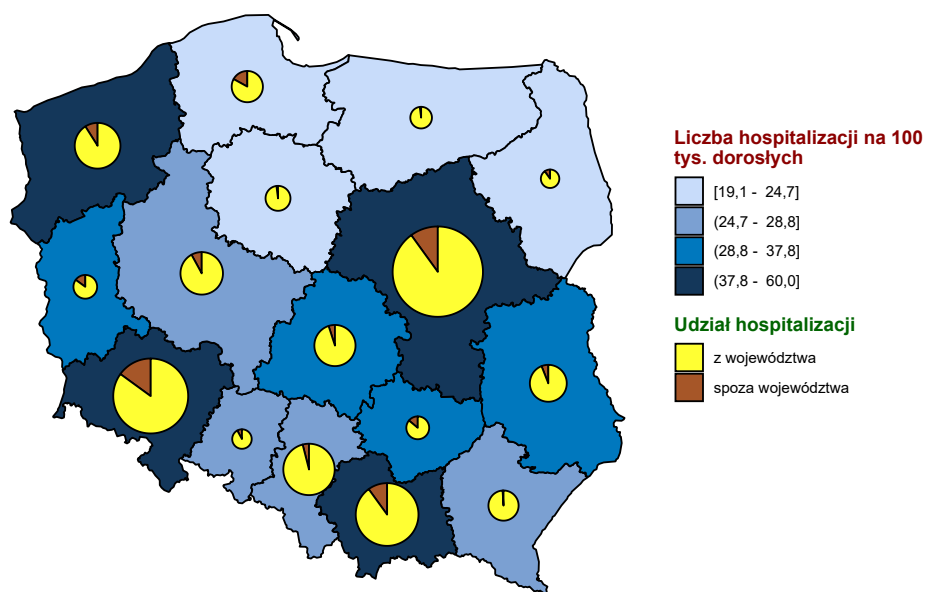 Liczba hospitalizacji na 100
tys. dorosłych
[19,1 - 24,7]
(24,7 - 28,8]
(28,8 - 37,8]
(37,8 - 60,0]
Udział hospitalizacji
z województwa
spoza województwa